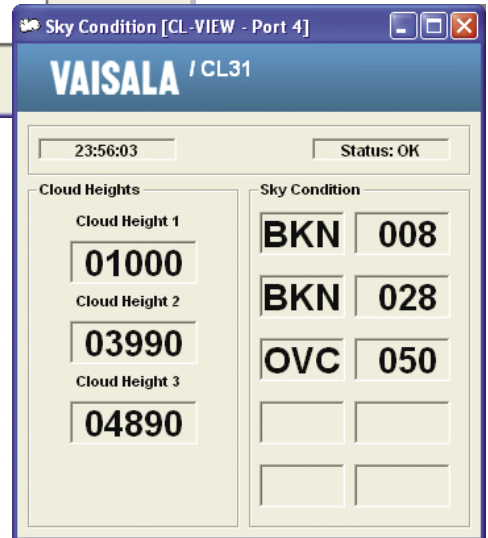 Sky Condition [CL-VIEW - Port 4]
VAISALA / CL31
23:56:03 Status: OK
Cloud Heights
Cloud Height 1
01000
Cloud Height 2
03990
Cloud Height 3
04890
Sky Condition
BKN 008
BKN 028
OVC 050